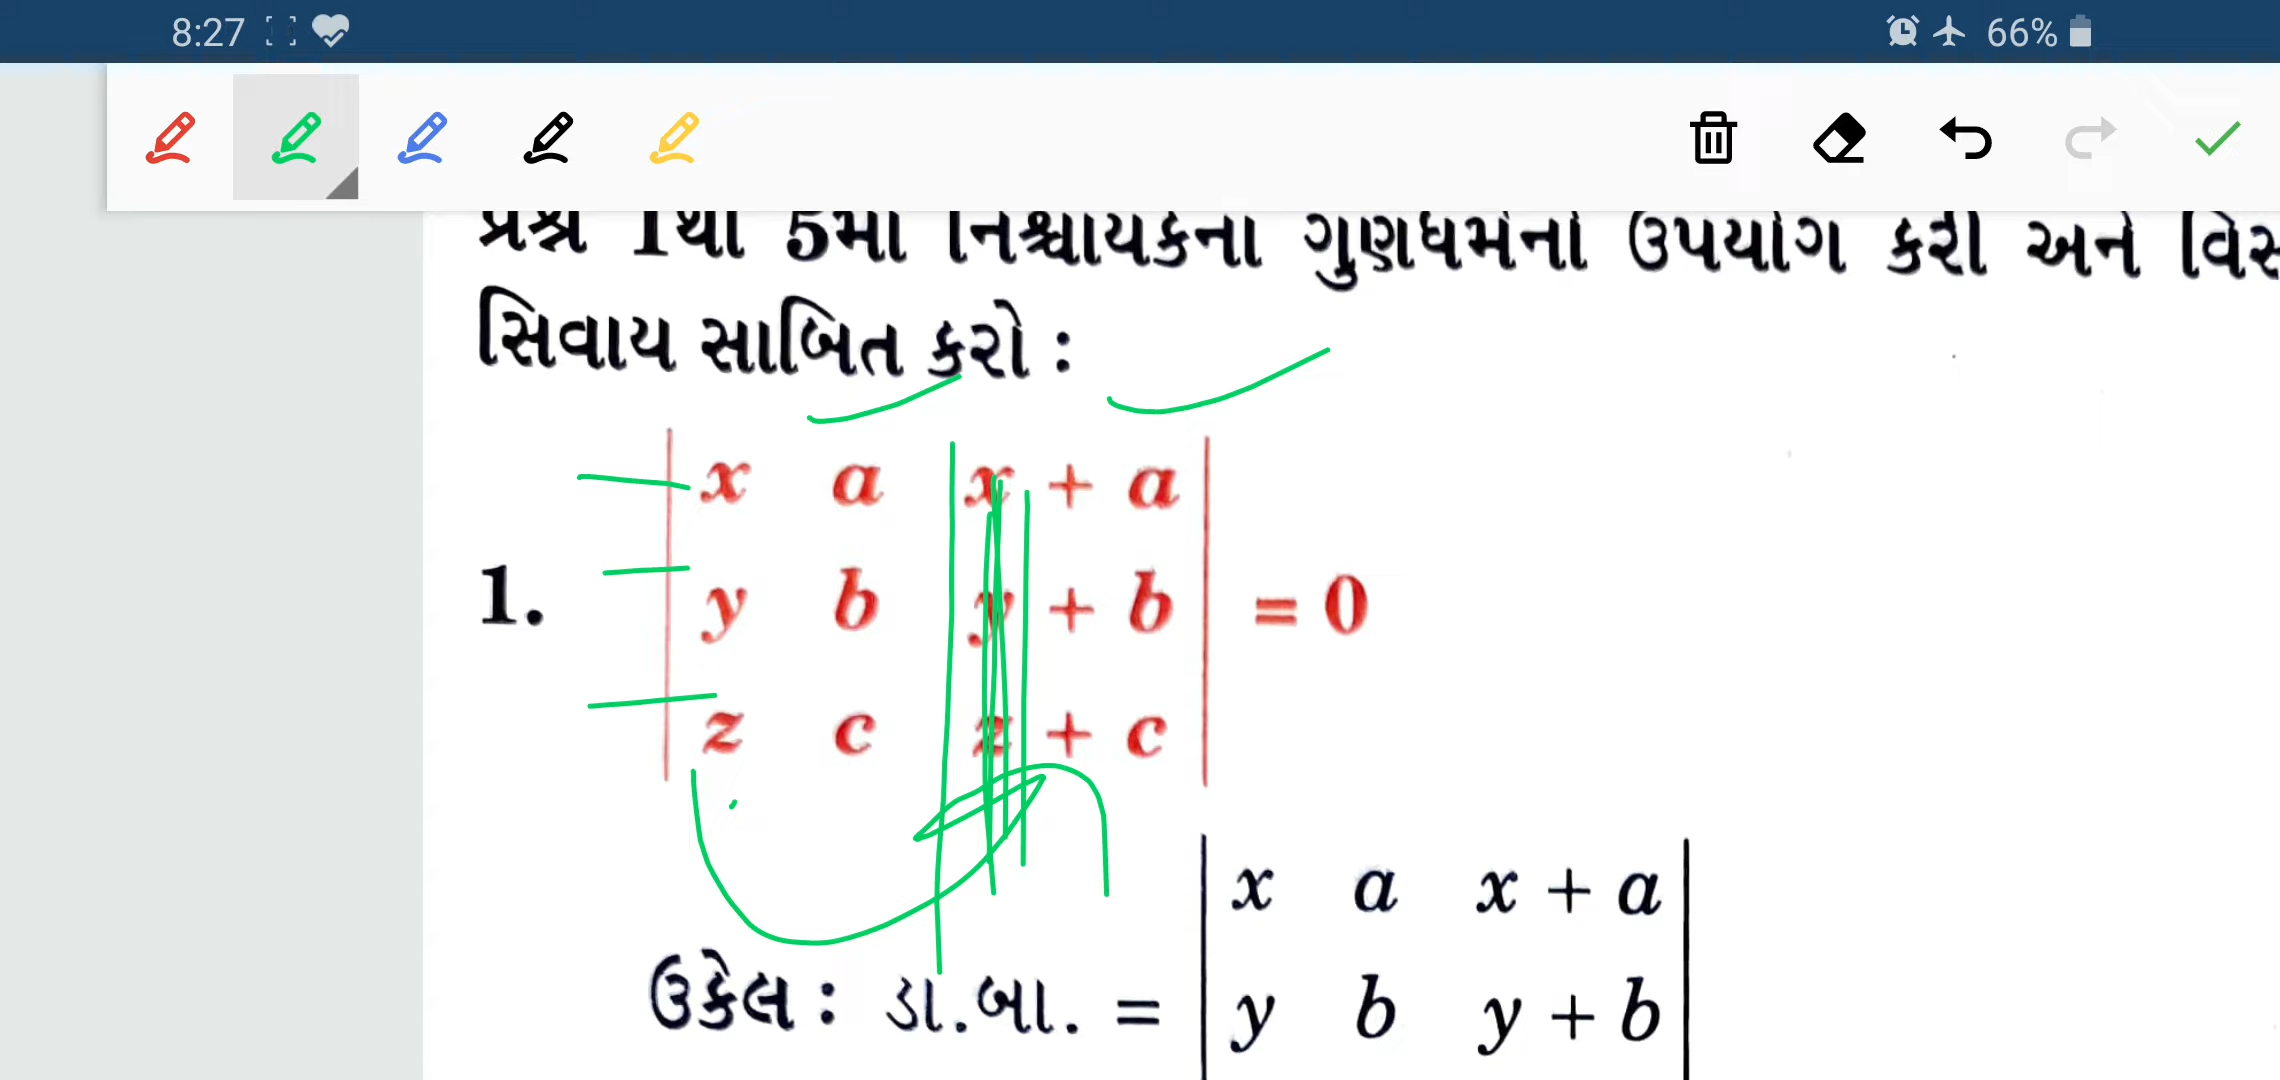 8:27 66%
પ્રશ્ન 1થી 5માં નિશ્ચાયકના ગુણધર્મનો ઉપયોગ કરી અને
સિવાય સાબિત કરો :
x a x + a
1. y b y + b = 0
z c z + c
x a x + a
ઉકેલ : ડા.બા. = y b y + b